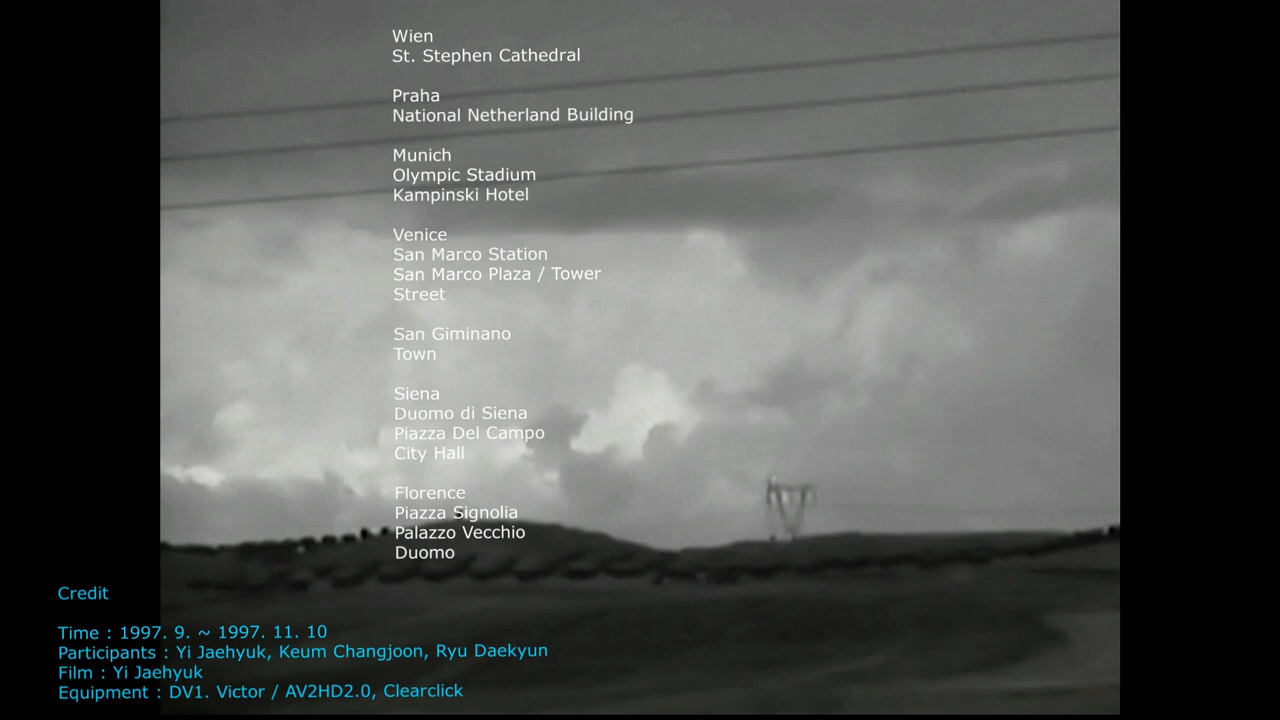 Wien
St. Stephen Cathedral
Praha
National Netherland Building
Munich
Olympic Stadium
Kampinski Hotel
Venice
San Marco Station
San Marco Plaza / Tower
Street
San Giminano
Town
Siena
Duomo di Siena
Piazza Del Campo
City Hall
Florence
Piazza Signolia
Palazzo Vecchio
Duomo
Credit
Time : 1997. 9. ~ 1997. 11. 10
Participants : Yi Jaehyuk, Keum Changjoon, Ryu Daekyun
Film : Yi Jaehyuk
Equipment : DV1. Victor / AV2HD2.0, Clearclick